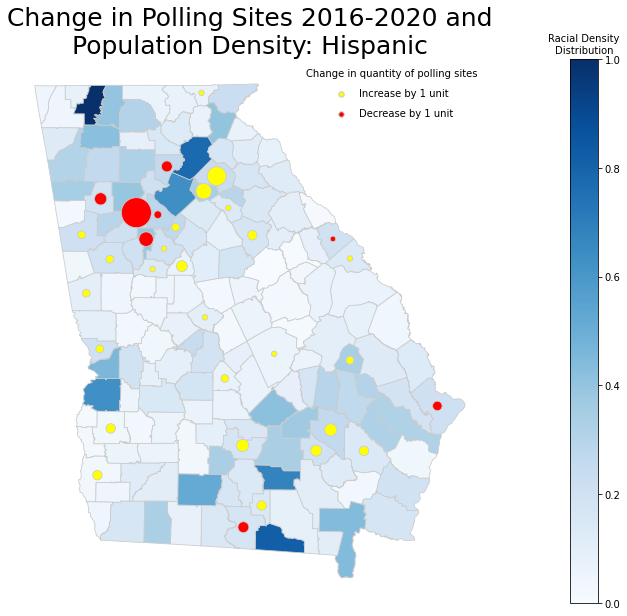 Change in Polling Sites 2016-2020 and
Population Density: Hispanic
Racial Density
Distribution
Change in quantity of polling sites
Increase by 1 unit
Decrease by 1 unit
1.0
0.8
0.6
0.4
0.2
0.0